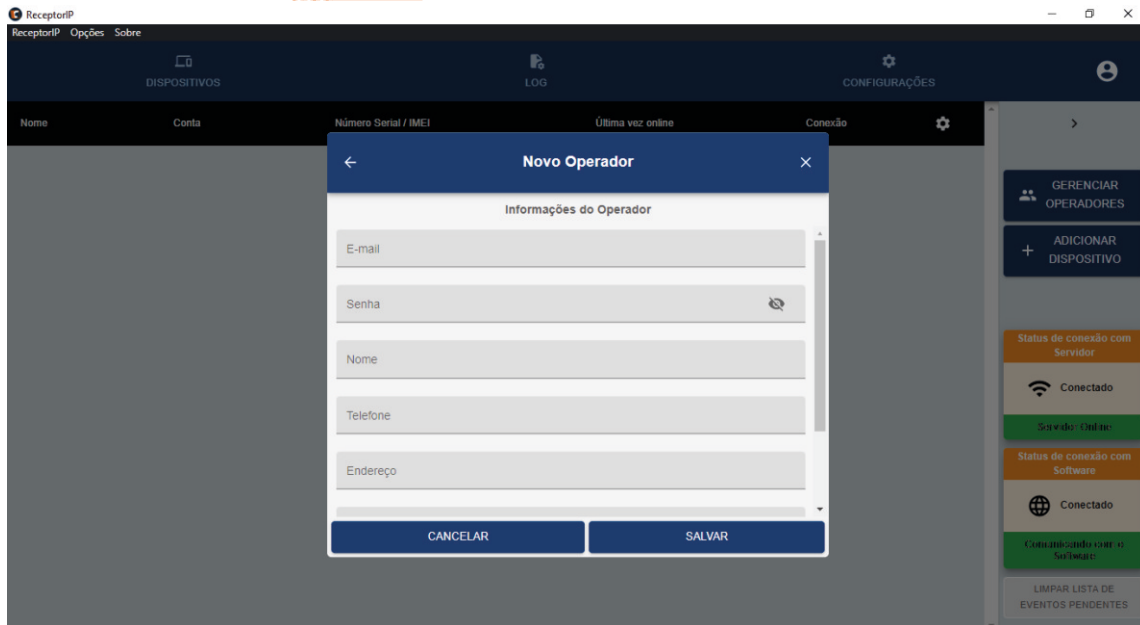 ReceptorIP
ReceptorIP Opções Sobre
DISPOSITIVOS
LOG
CONFIGURAÇÕES
Nome Conta Número Serial / IMEI Última vez online Conexão
Novo Operador
Informações do Operador
E-mail
Senha
Nome
Telefone
Endereço
CANCELAR SALVAR
GERENCIAR
OPERADORES
ADICIONAR
DISPOSITIVO
Status de conexão com
Servidor
Conectado
Servidor Online
Status de conexão com
Software
Conectado
Comunicando com o
Software
LIMPAR LISTA DE
EVENTOS PENDENTES